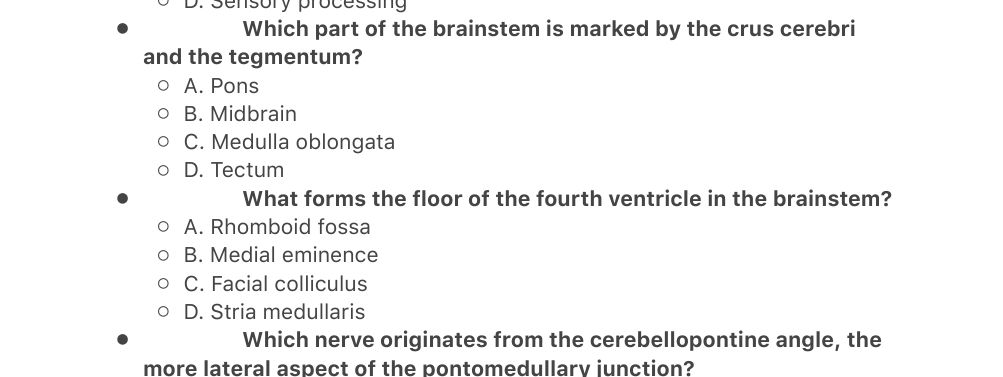 D. Sensory processing
Which part of the brainstem is marked by the crus cerebri
and the tegmentum?
A. Pons
B. Midbrain
C. Medulla oblongata
D. Tectum
What forms the floor of the fourth ventricle in the brainstem?
A. Rhomboid fossa
B. Medial eminence
C. Facial colliculus
D. Stria medullaris
Which nerve originates from the cerebellopontine angle, the
more lateral aspect of the pontomedullary junction?